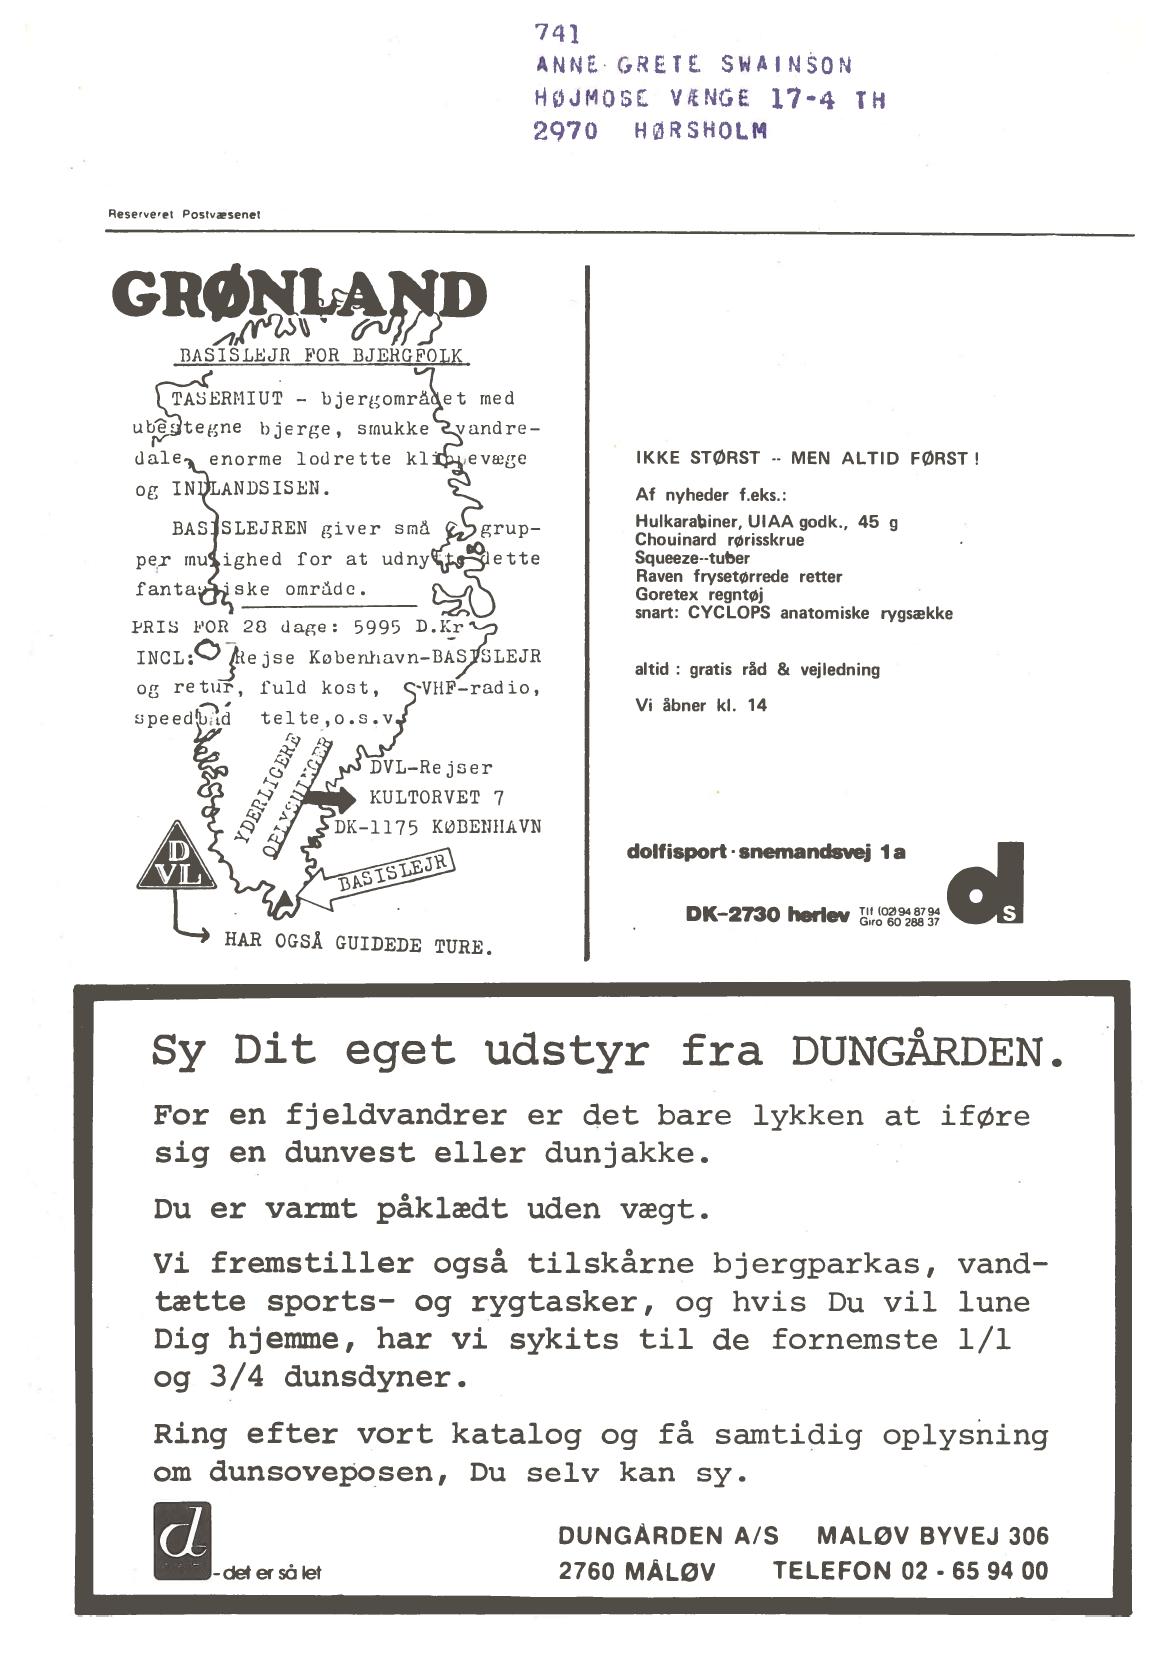 741
ANNE GRETE SWAINSON
HØJMOSE VÆNGE 17-4 TH
2970 HØRSHOLM
Reserveret Postvæsenet
GRØNLAND
BASISLEJR FOR BJERGFOLK
TASERMIUT - bjergområdet med
ubestegne bjerge, smukke vandre-
dale, enorme lodrette klippevæge
og INDLANDSISEN.
BASISLEJREN giver små grup-
per mulighed for at udnytte dette
fantastiske område.
PRIS FOR 28 dage: 5995 D.Kr
INCL: Rejse København-BASISLEJR
og retur, fuld kost, VHF-radio,
speedbåd telte,o.s.v.
YDERLIGERE
OPLYSNINGER
DVL-Rejser
KULTORVET 7
DK-1175 KØBENHAVN
BASISLEJR
D
VL
HAR OGSÅ GUIDEDE TURE.
IKKE STØRST -- MEN ALTID FØRST!
Af nyheder f.eks.:
Hulkarabiner, UIAA godk., 45 g
Chouinard rørisskrue
Squeeze--tuber
Raven frysetørrede retter
Goretex regntøj
snart: CYCLOPS anatomiske rygsække
altid : gratis råd & vejledning
Vi åbner kl. 14
dolfisport · snemandsvej 1a
DK-2730 herlev Tlf (02) 94 87 94
Giro 60 288 37
ds
Sy Dit eget udstyr fra DUNGÅRDEN.
For en fjeldvandrer er det bare lykken at iføre
sig en dunvest eller dunjakke.
Du er varmt påklædt uden vægt.
Vi fremstiller også tilskårne bjergparkas, vand-
tætte sports- og rygtasker, og hvis Du vil lune
Dig hjemme, har vi sykits til de fornemste 1/1
og 3/4 dunsdyner.
Ring efter vort katalog og få samtidig oplysning
om dunsoveposen, Du selv kan sy.
d
- det er så let
DUNGÅRDEN A/S MALØV BYVEJ 306
2760 MÅLØV TELEFON 02 - 65 94 00